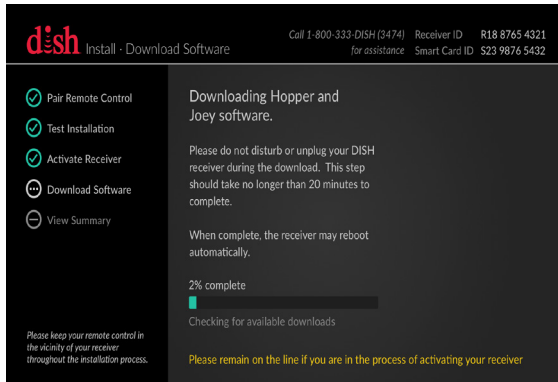 dish Install · Download Software
Call 1-800-333-DISH (3474)
for assistance
Receiver ID R18 8765 4321
Smart Card ID S23 9876 5432
Pair Remote Control
Test Installation
Activate Receiver
Download Software
View Summary
Please keep your remote control in
the vicinity of your receiver
throughout the installation process.
Downloading Hopper and
Joey software.
Please do not disturb or unplug your DISH
receiver during the download. This step
should take no longer than 20 minutes to
complete.
When complete, the receiver may reboot
automatically.
2% complete
Checking for available downloads
Please remain on the line if you are in the process of activating your receiver